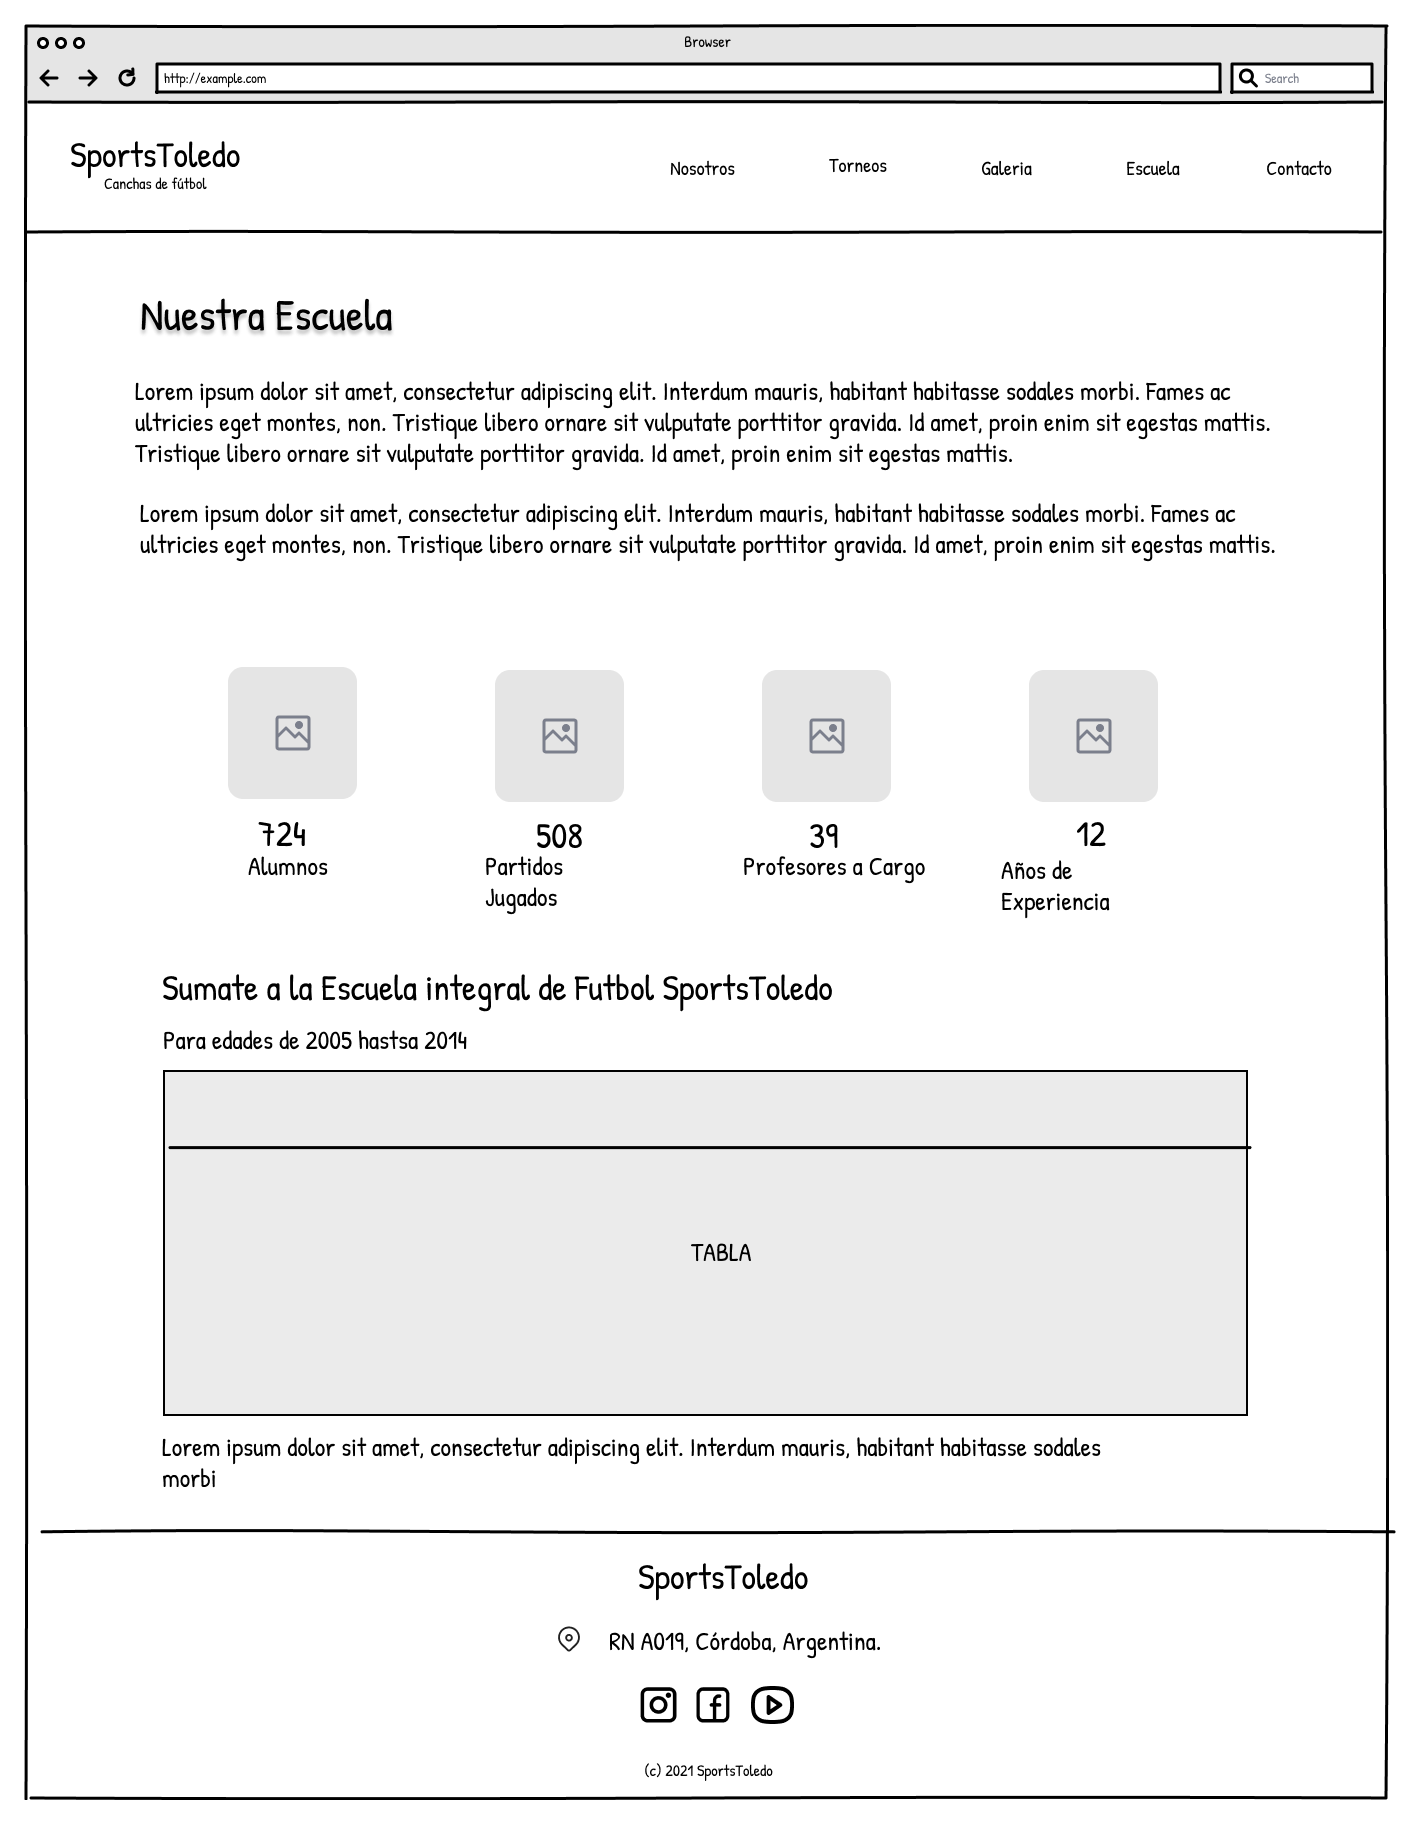 Browser
http://example.com
Search
SportsToledo
Canchas de fútbol
Nosotros
Torneos
Galeria
Escuela
Contacto
Nuestra Escuela
Lorem ipsum dolor sit amet, consectetur adipiscing elit. Interdum mauris, habitant habitasse sodales morbi. Fames ac
ultricies eget montes, non. Tristique libero ornare sit vulputate porttitor gravida. Id amet, proin enim sit egestas mattis.
Tristique libero ornare sit vulputate porttitor gravida. Id amet, proin enim sit egestas mattis.
Lorem ipsum dolor sit amet, consectetur adipiscing elit. Interdum mauris, habitant habitasse sodales morbi. Fames ac
ultricies eget montes, non. Tristique libero ornare sit vulputate porttitor gravida. Id amet, proin enim sit egestas mattis.
724
Alumnos
508
Partidos
Jugados
39
Profesores a Cargo
12
Años de
Experiencia
Sumate a la Escuela integral de Futbol SportsToledo
Para edades de 2005 hastsa 2014
TABLA
Lorem ipsum dolor sit amet, consectetur adipiscing elit. Interdum mauris, habitant habitasse sodales
morbi
SportsToledo
RN A019, Córdoba, Argentina.
(c) 2021 SportsToledo